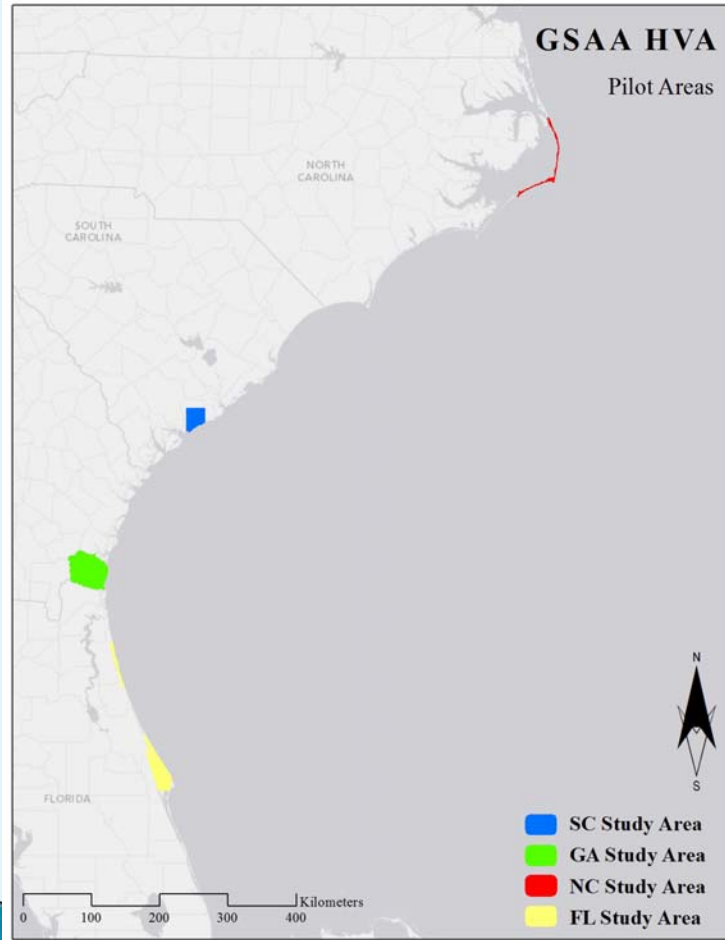 GSAA HVA
Pilot Areas
NORTH
CAROLINA
SOUTH
CAROLINA
FLORIDA
N
S
SC Study Area
GA Study Area
NC Study Area
FL Study Area
Kilometers
0 100 200 300 400